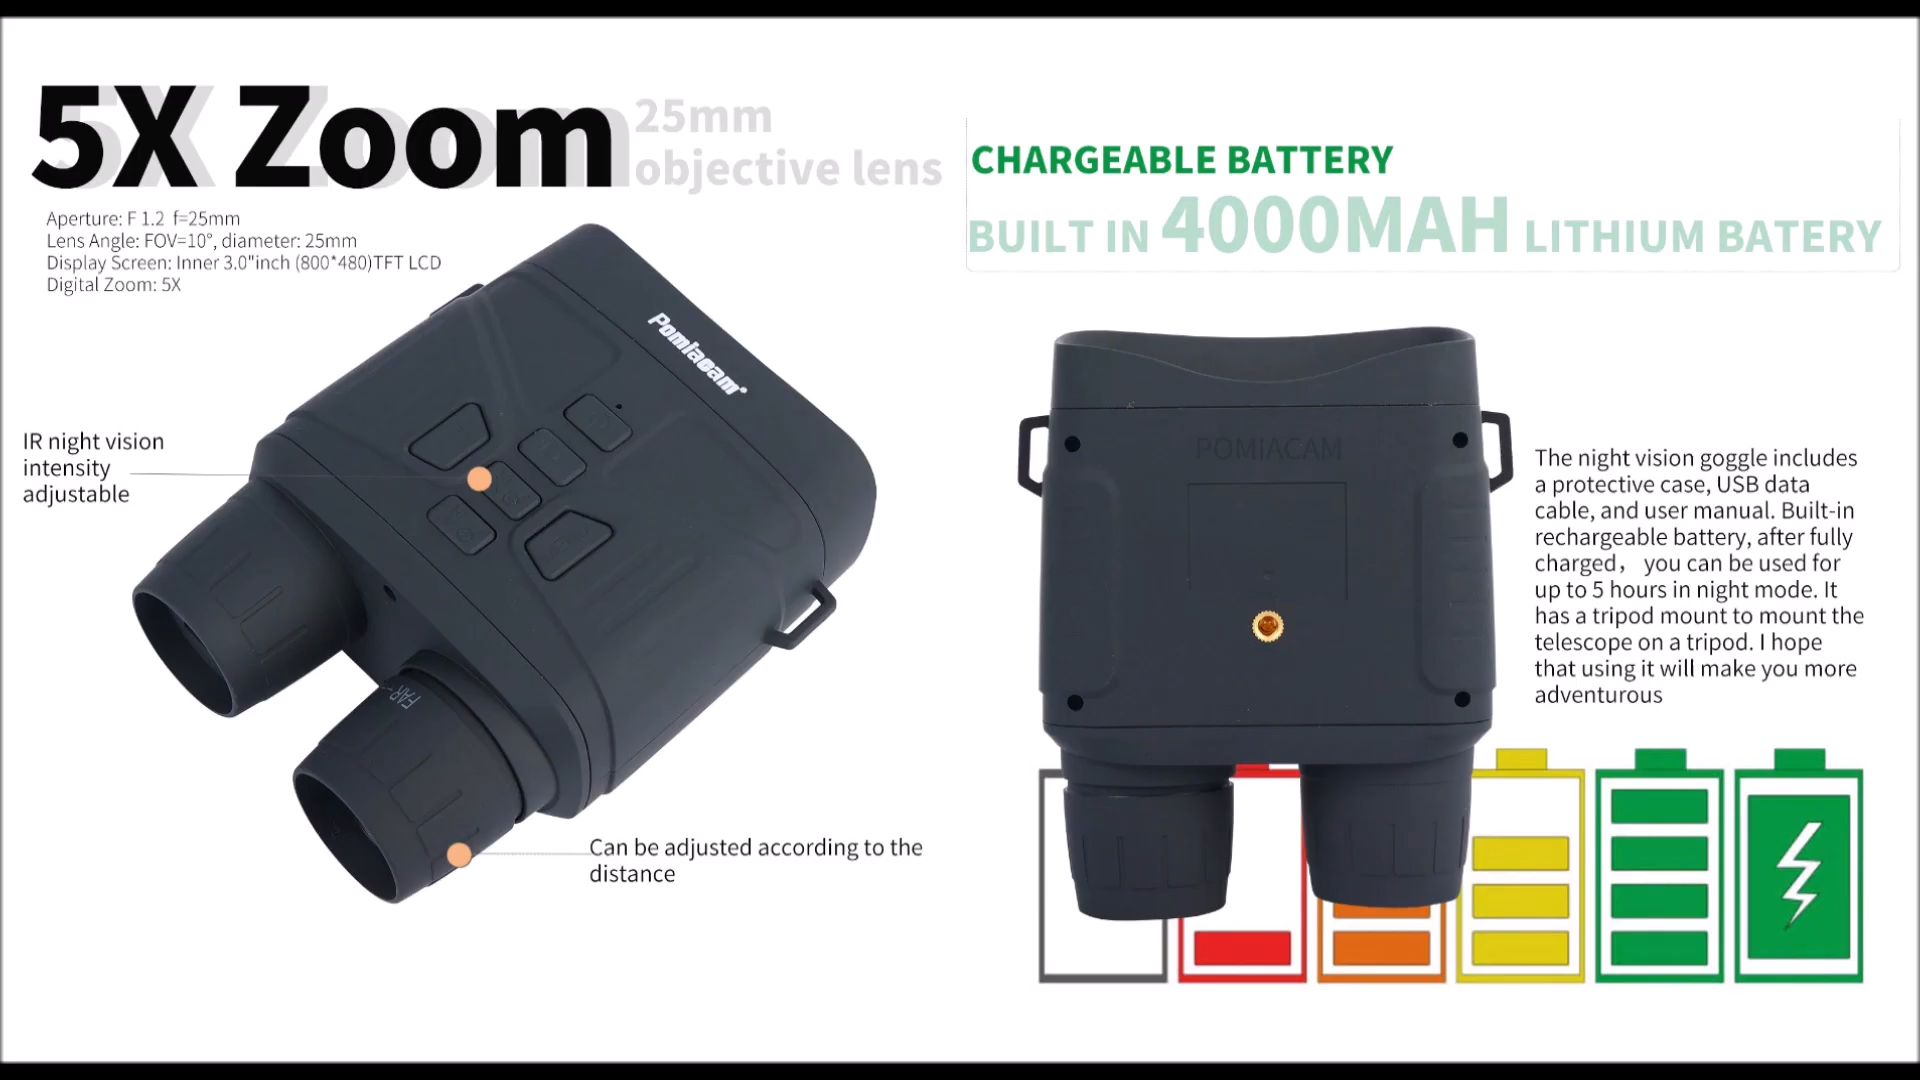 5X Zoom
25mm
objective lens
Aperture: F 1.2 f=25mm
Lens Angle: FOV=10°, diameter: 25mm
Display Screen: Inner 3.0"inch (800*480)TFT LCD
Digital Zoom: 5X
Pomiacam
IR night vision
intensity
adjustable
FAR
Can be adjusted according to the
distance
CHARGEABLE BATTERY
BUILT IN 4000MAH LITHIUM BATERY
POMIACAM
The night vision goggle includes
a protective case, USB data
cable, and user manual. Built-in
rechargeable battery, after fully
charged， you can be used for
up to 5 hours in night mode. It
has a tripod mount to mount the
telescope on a tripod. I hope
that using it will make you more
adventurous